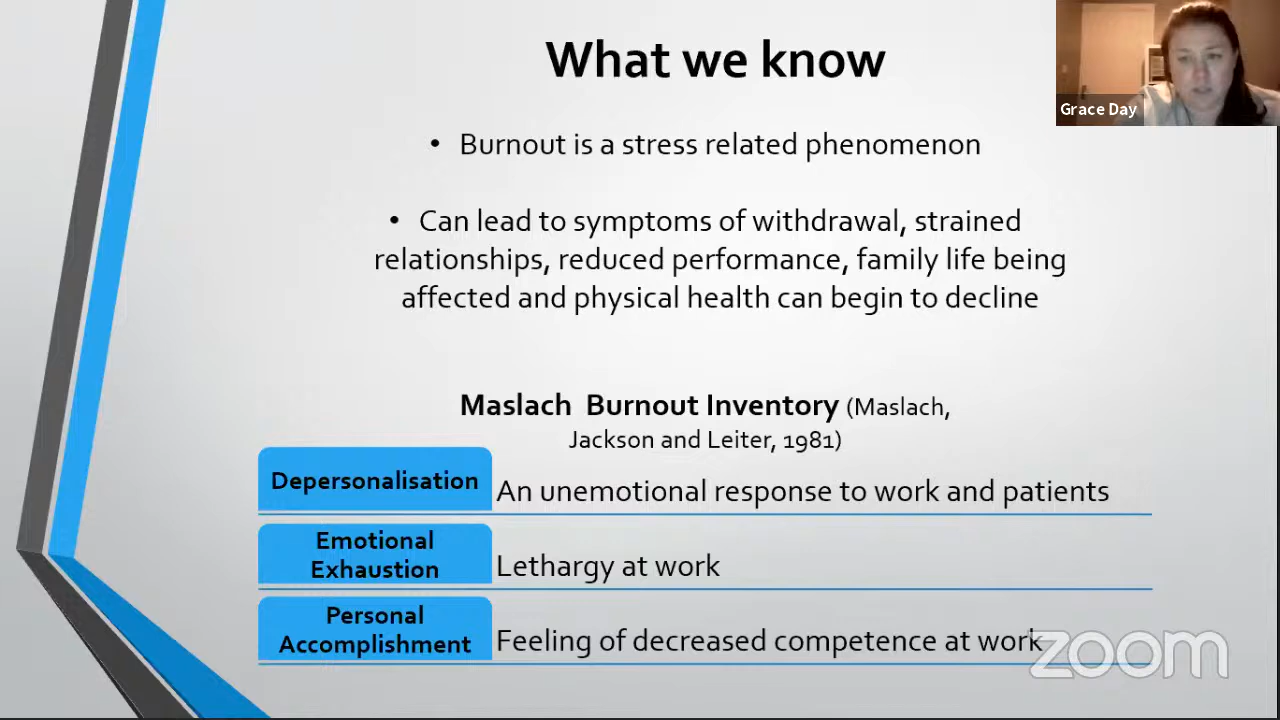 What we know
Grace Day
• Burnout is a stress related phenomenon
• Can lead to symptoms of withdrawal, strained
relationships, reduced performance, family life being
affected and physical health can begin to decline
Maslach Burnout Inventory (Maslach,
Jackson and Leiter, 1981)
Depersonalisation
An unemotional response to work and patients
Emotional
Exhaustion
Lethargy at work
Personal
Accomplishment
Feeling of decreased competence at work
zoom